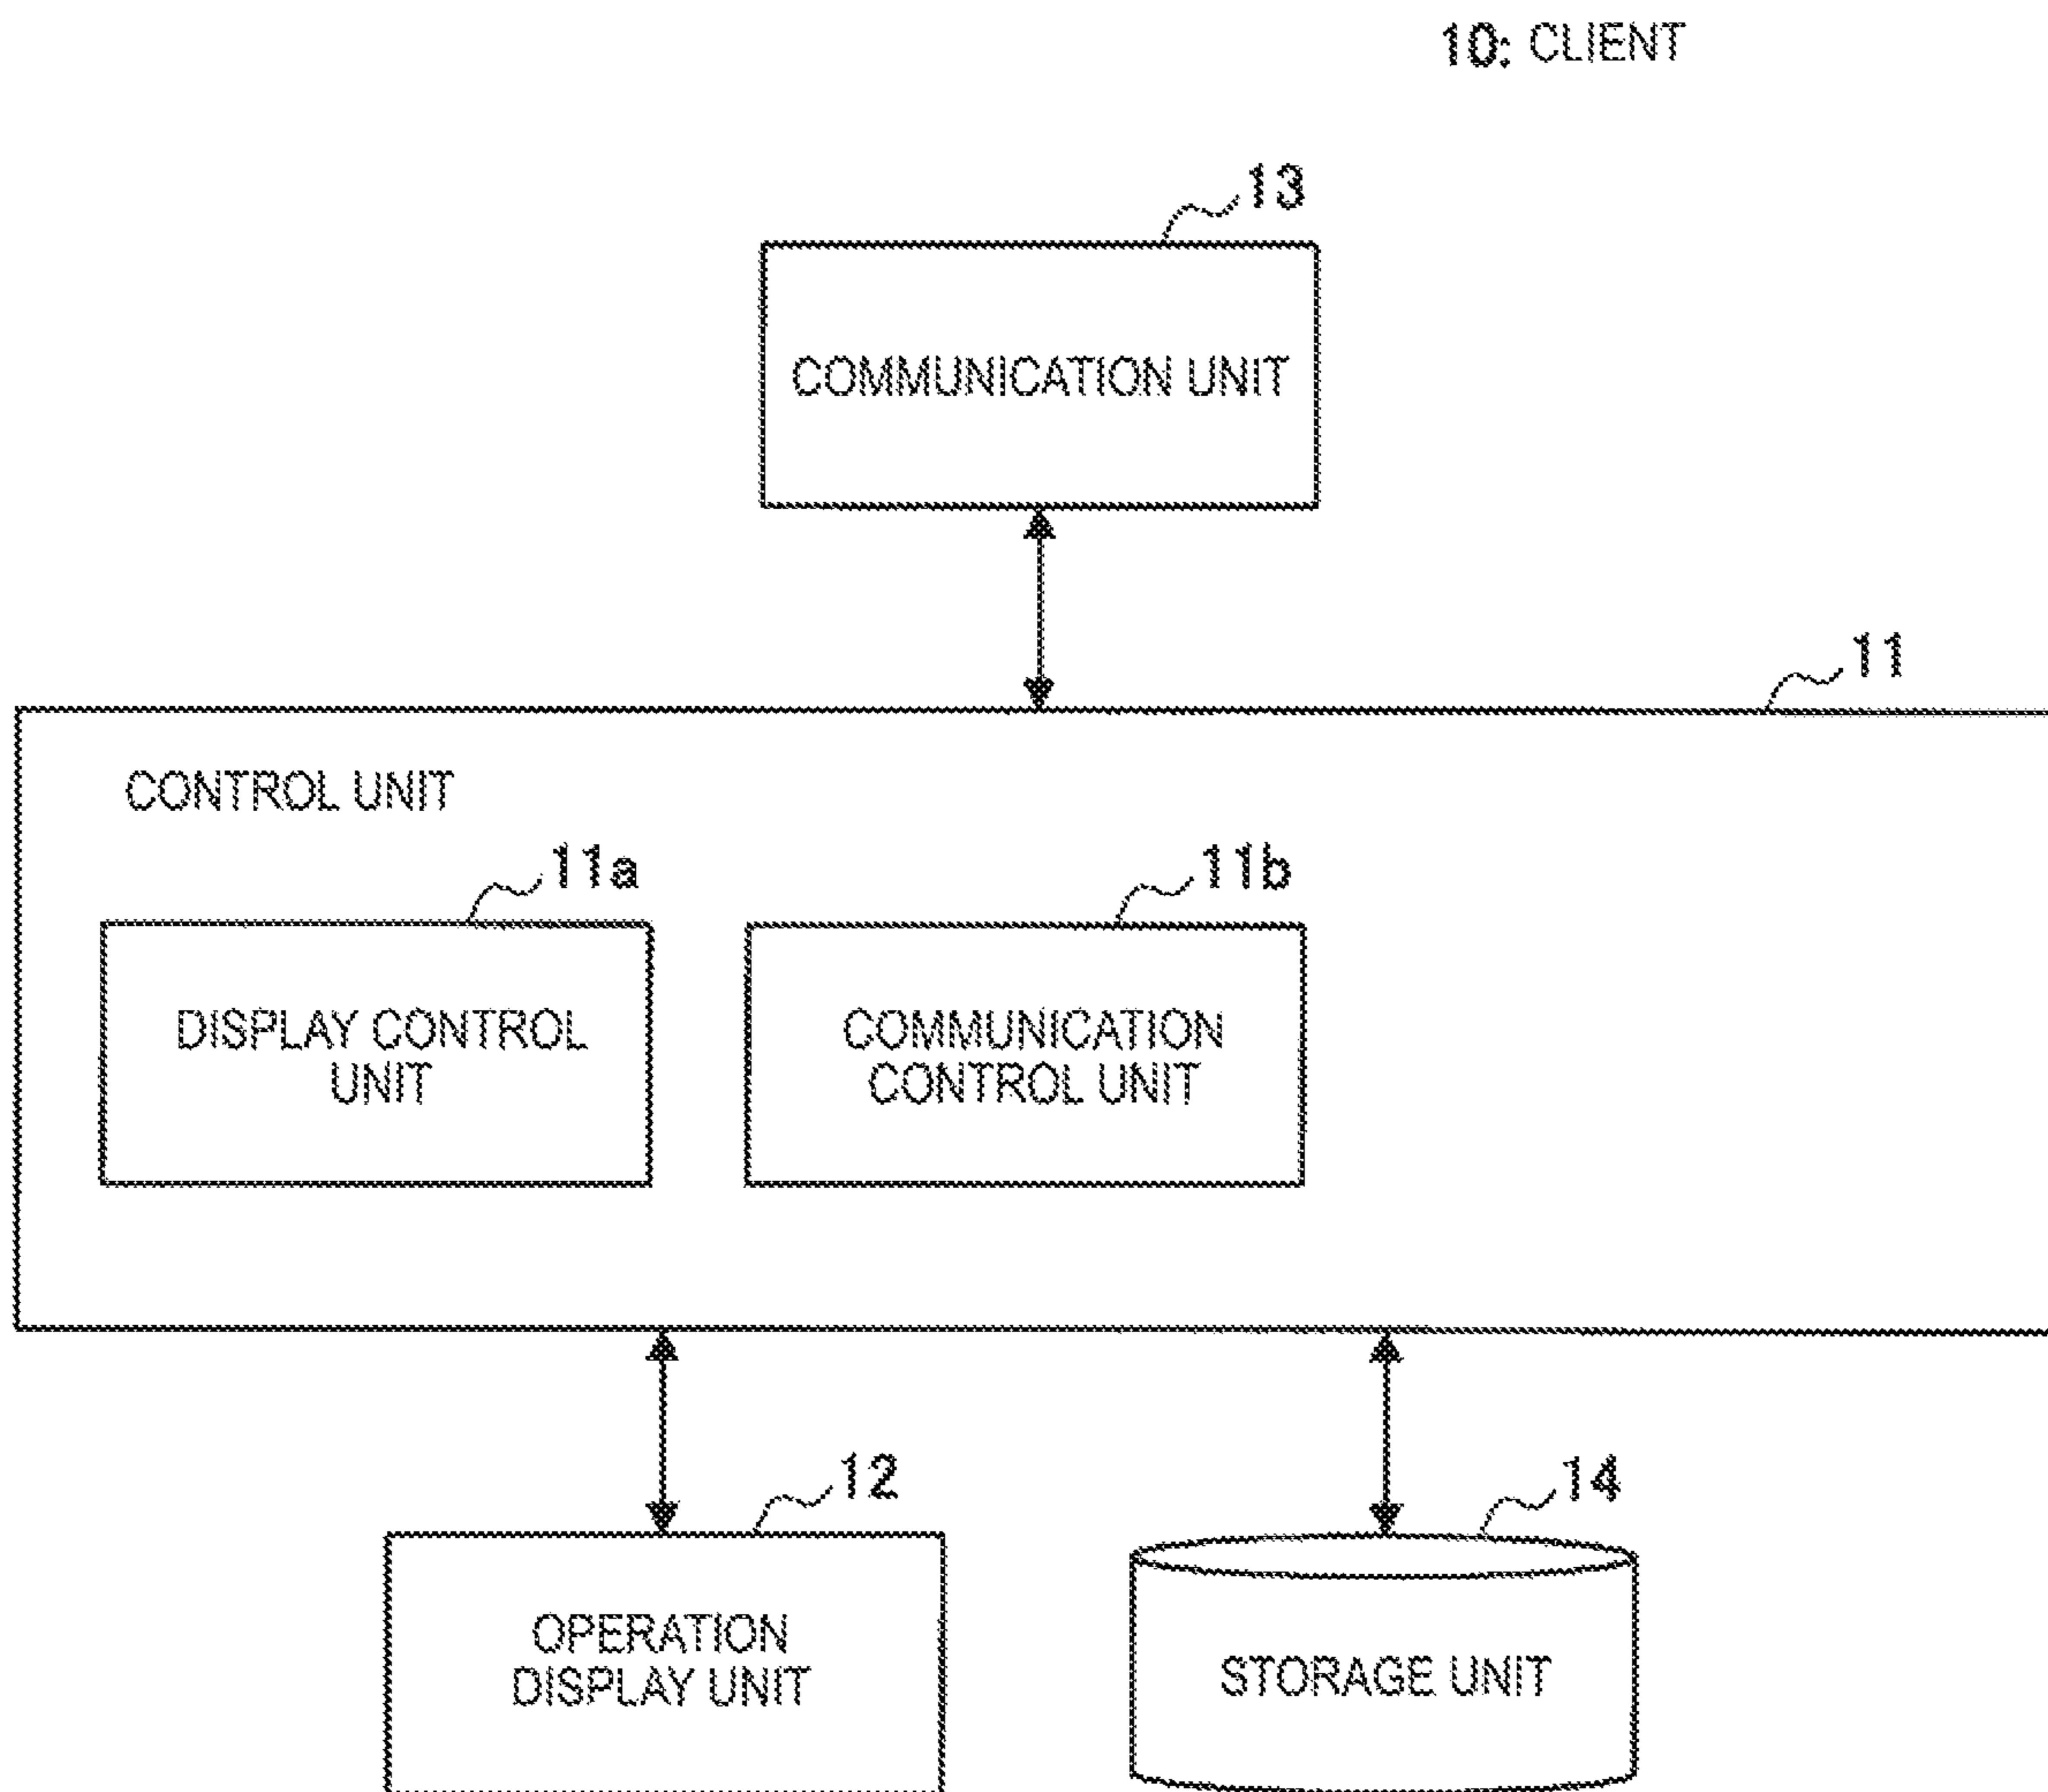 10: CLIENT
13
COMMUNICATION UNIT
11
CONTROL UNIT
11a
11b
DISPLAY CONTROL
UNIT
COMMUNICATION
CONTROL UNIT
12
14
OPERATION
DISPLAY UNIT
STORAGE UNIT